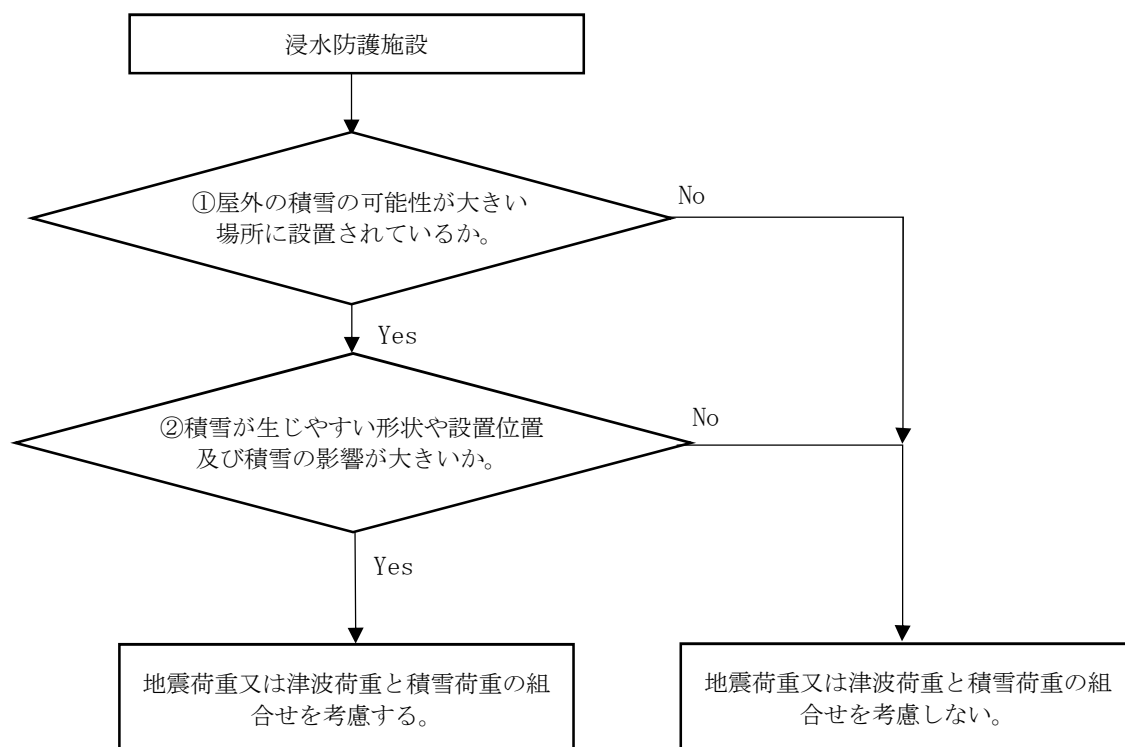 浸水防護施設
①屋外の積雪の可能性が大きい
場所に設置されているか。
No
Yes
②積雪が生じやすい形状や設置位置
及び積雪の影響が大きいか。
No
Yes
地震荷重又は津波荷重と積雪荷重の組
合せを考慮する。
地震荷重又は津波荷重と積雪荷重の組
合せを考慮しない。